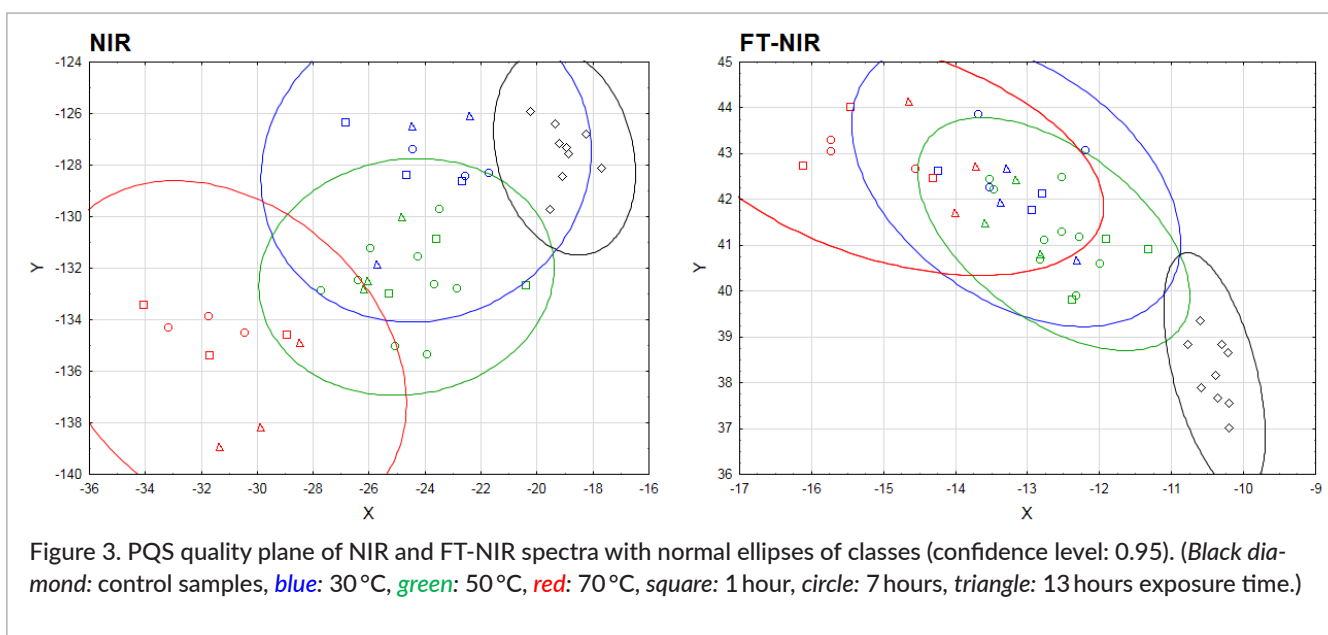 NIR
FT-NIR
-124
-126
-128
-130
-132
-134
-136
-138
-140
Y
-36 -34 -32 -30 -28 -26 -24 -22 -20 -18 -16
X
45
44
43
42
41
40
39
38
37
36
Y
-17 -16 -15 -14 -13 -12 -11 -10 -9
X
Figure 3. PQS quality plane of NIR and FT-NIR spectra with normal ellipses of classes (confidence level: 0.95). (Black dia-
mond: control samples, blue: 30 °C, green: 50 °C, red: 70 °C, square: 1 hour, circle: 7 hours, triangle: 13 hours exposure time.)